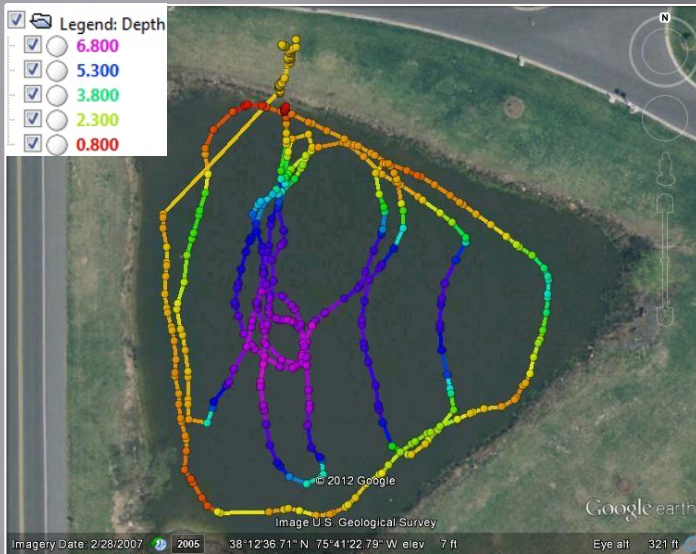 Legend: Depth
6.800
5.300
3.800
2.300
0.800
N
© 2012 Google
Image U.S. Geological Survey
Google earth
Imagery Date: 2/28/2007 2005 38°12'36.71" N 75°41'22.79" W elev 7 ft Eye alt 321 ft